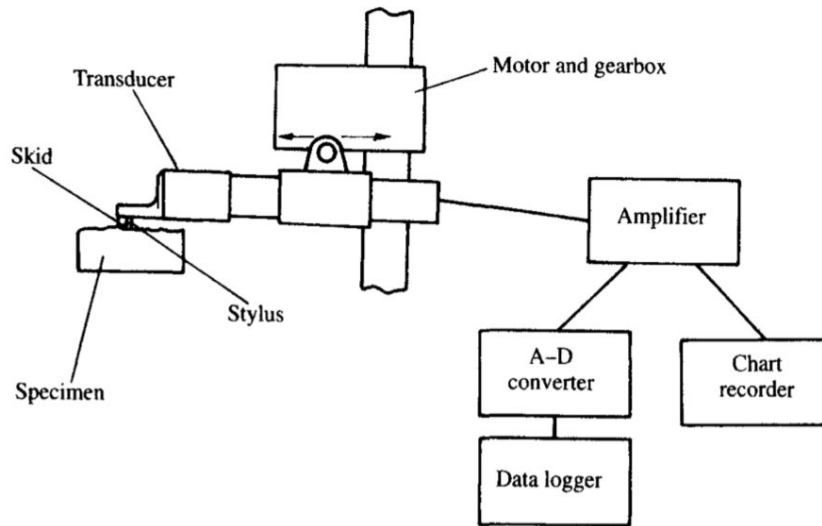 Motor and gearbox
Transducer
Skid
Amplifier
Stylus
A–D
converter
Chart
recorder
Specimen
Data logger